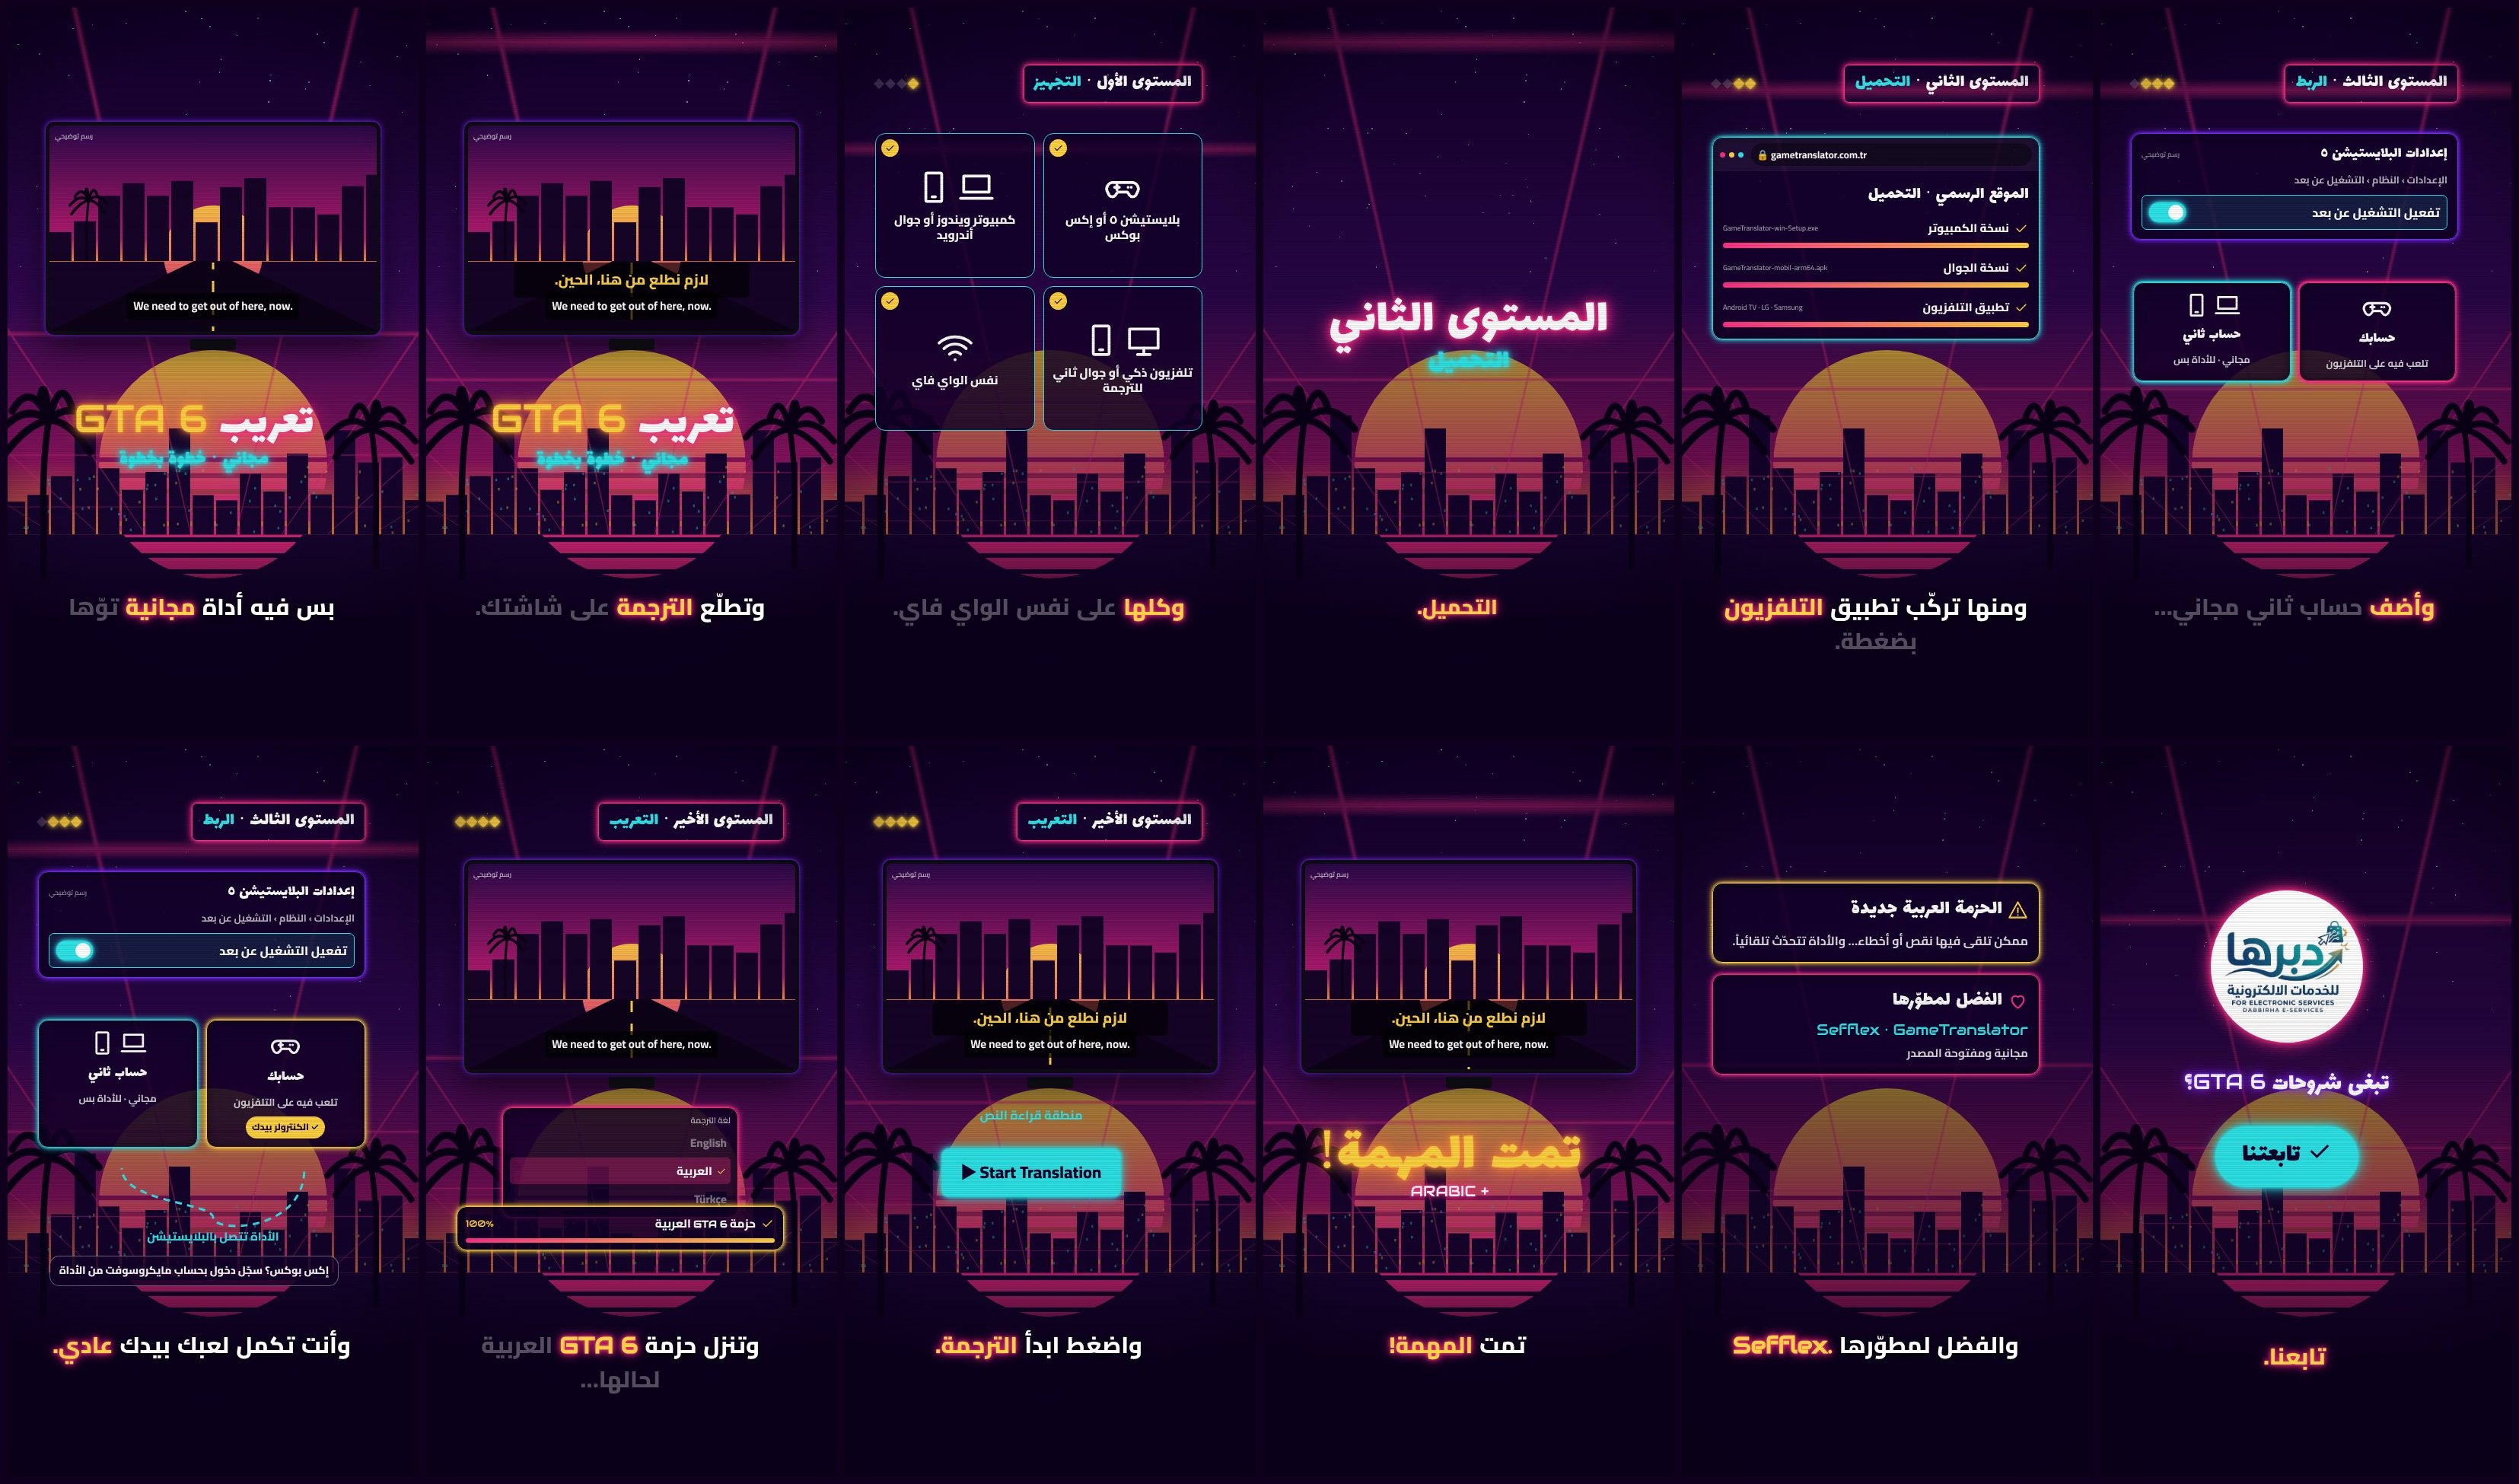 رسم توضيحي
We need to get out of here, now.
تعريب GTA 6
مجاني · خطوة بخطوة
بس فيه أداة مجانية توّها
رسم توضيحي
لازم نطلع من هنا، الحين.
We need to get out of here, now.
تعريب GTA 6
مجاني · خطوة بخطوة
وتطلّع الترجمة على شاشتك.
المستوى الأول · التجهيز
بلايستيشن ٥ أو إكس بوكس
كمبيوتر ويندوز أو جوال أندرويد
تلفزيون ذكي أو جوال ثاني للترجمة
نفس الواي فاي
وكلها على نفس الواي فاي.
المستوى الثاني
التحميل
التحميل.
المستوى الثاني · التحميل
gametranslator.com.tr
الموقع الرسمي · التحميل
نسخة الكمبيوتر
GameTranslator-win-Setup.exe
نسخة الجوال
GameTranslator-mobil-arm64.apk
تطبيق التلفزيون
Android TV · LG · Samsung
ومنها تركّب تطبيق التلفزيون
بضغطة.
المستوى الثالث · الربط
إعدادات البلايستيشن ٥
رسم توضيحي
الإعدادات › النظام › التشغيل عن بعد
تفعيل التشغيل عن بعد
حسابك
تلعب فيه على التلفزيون
حساب ثاني
مجاني · للأداة بس
وأضف حساب ثاني مجاني...
المستوى الثالث · الربط
إعدادات البلايستيشن ٥
رسم توضيحي
الإعدادات › النظام › التشغيل عن بعد
تفعيل التشغيل عن بعد
حسابك
تلعب فيه على التلفزيون
✓ الكنترولر بيدك
حساب ثاني
مجاني · للأداة بس
الأداة تتصل بالبلايستيشن
إكس بوكس؟ سجّل دخول بحساب مايكروسوفت من الأداة
وأنت تكمل لعبك بيدك عادي.
المستوى الأخير · التعريب
رسم توضيحي
We need to get out of here, now.
لغة الترجمة
English
العربية
Türkçe
حزمة GTA 6 العربية
100%
وتنزل حزمة GTA 6 العربية
لحالها...
المستوى الأخير · التعريب
رسم توضيحي
لازم نطلع من هنا، الحين.
We need to get out of here, now.
منطقة قراءة النص
▶ Start Translation
واضغط ابدأ الترجمة.
رسم توضيحي
لازم نطلع من هنا، الحين.
We need to get out of here, now.
تمت المهمة!
ARABIC +
تمت المهمة!
الحزمة العربية جديدة
ممكن تلقى فيها نقص أو أخطاء... والأداة تتحدّث تلقائياً.
الفضل لمطوّرها
Sefflex · GameTranslator
مجانية ومفتوحة المصدر
والفضل لمطوّرها Sefflex.
دبرها
للخدمات الالكترونية
FOR ELECTRONIC SERVICES
DABBIRHA E-SERVICES
تبغى شروحات GTA 6؟
تابعتنا
تابعنا.